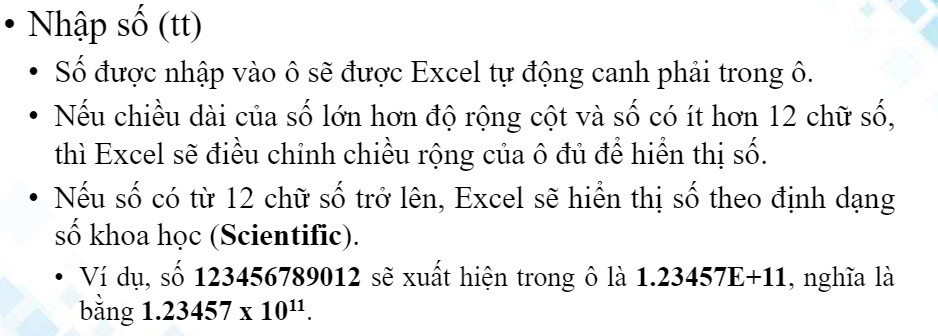 • Nhập số (tt)
• Số được nhập vào ô sẽ được Excel tự động canh phải trong ô.
• Nếu chiều dài của số lớn hơn độ rộng cột và số có ít hơn 12 chữ số,
thì Excel sẽ điều chỉnh chiều rộng của ô đủ để hiển thị số.
• Nếu số có từ 12 chữ số trở lên, Excel sẽ hiển thị số theo định dạng
số khoa học (Scientific).
• Ví dụ, số 123456789012 sẽ xuất hiện trong ô là 1.23457E+11, nghĩa là
bằng 1.23457 x 10¹¹.